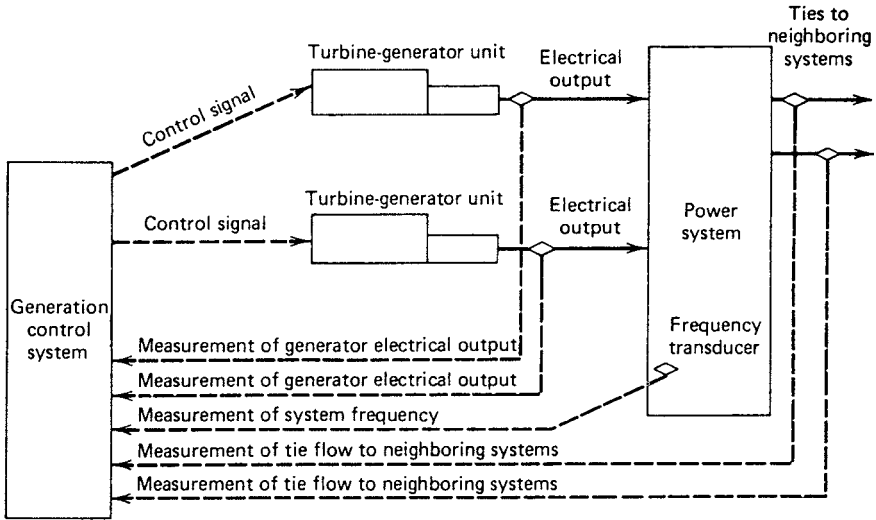 Ties to
neighboring
systems
Turbine-generator unit
Electrical
output
Control signal
Turbine-generator unit
Electrical
output
Control signal
Power
system
Generation
control
system
Frequency
transducer
Measurement of generator electrical output
Measurement of generator electrical output
Measurement of system frequency
Measurement of tie flow to neighboring systems
Measurement of tie flow to neighboring systems